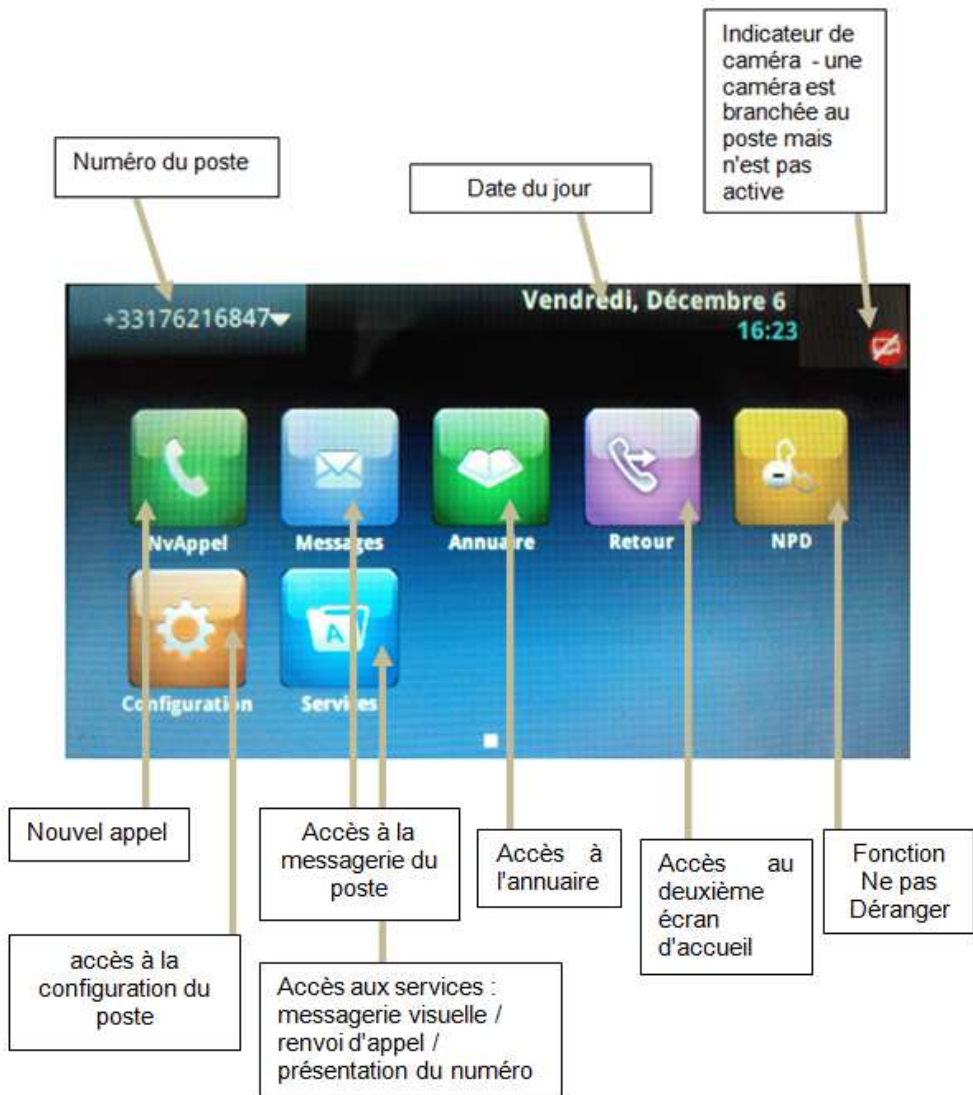 Indicateur de
caméra - une
caméra est
branchée au
poste mais
n'est pas
active
Numéro du poste
Date du jour
+33176216847
Vendredi, Décembre 6
16:23
NvAppel
Messages
Annuaire
Retour
NPD
Configuration
A
Services
Nouvel appel
Accès à la
messagerie du
poste
Accès à
l'annuaire
Accès au
deuxième
écran
d'accueil
Fonction
Ne pas
Déranger
accès à la
configuration du
poste
Accès aux services :
messagerie visuelle /
renvoi d'appel /
présentation du numéro